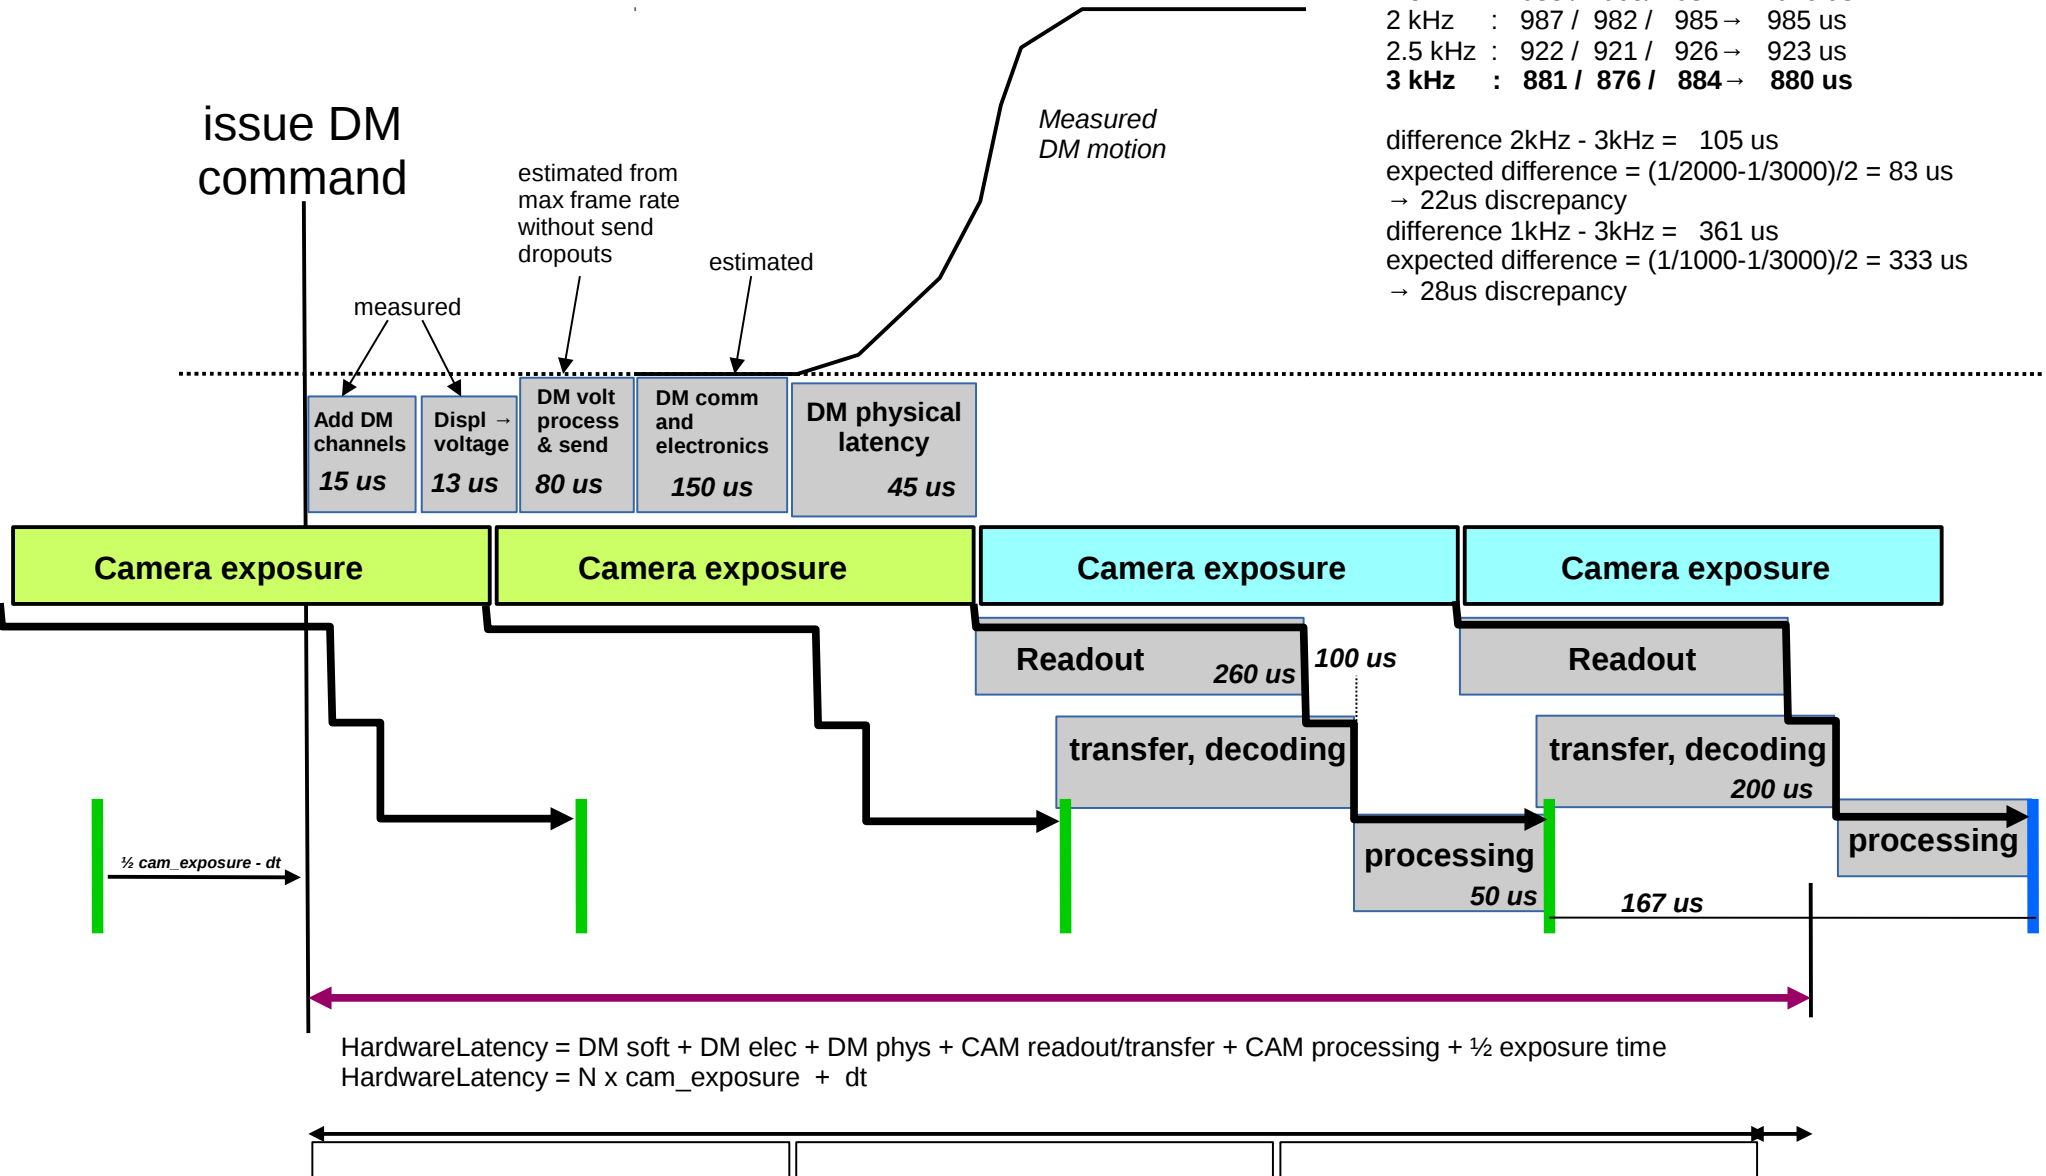 2 kHz : 987 / 982 / 985→ 985 us
2.5 kHz : 922 / 921 / 926→ 923 us
3 kHz : 881 / 876 / 884→ 880 us
difference 2kHz - 3kHz = 105 us
expected difference = (1/2000-1/3000)/2 = 83 us
→ 22us discrepancy
difference 1kHz - 3kHz = 361 us
expected difference = (1/1000-1/3000)/2 = 333 us
→ 28us discrepancy
issue DM
command
Measured
DM motion
estimated from
max frame rate
without send
dropouts
estimated
measured
Add DM
channels
15 us
Displ →
voltage
13 us
DM volt
process
& send
80 us
DM comm
and
electronics
150 us
DM physical
latency
45 us
Camera exposure
Camera exposure
Camera exposure
Camera exposure
Readout
260 us
100 us
Readout
transfer, decoding
transfer, decoding
200 us
processing
50 us
processing
½ cam_exposure - dt
167 us
HardwareLatency = DM soft + DM elec + DM phys + CAM readout/transfer + CAM processing + ½ exposure time
HardwareLatency = N x cam_exposure + dt